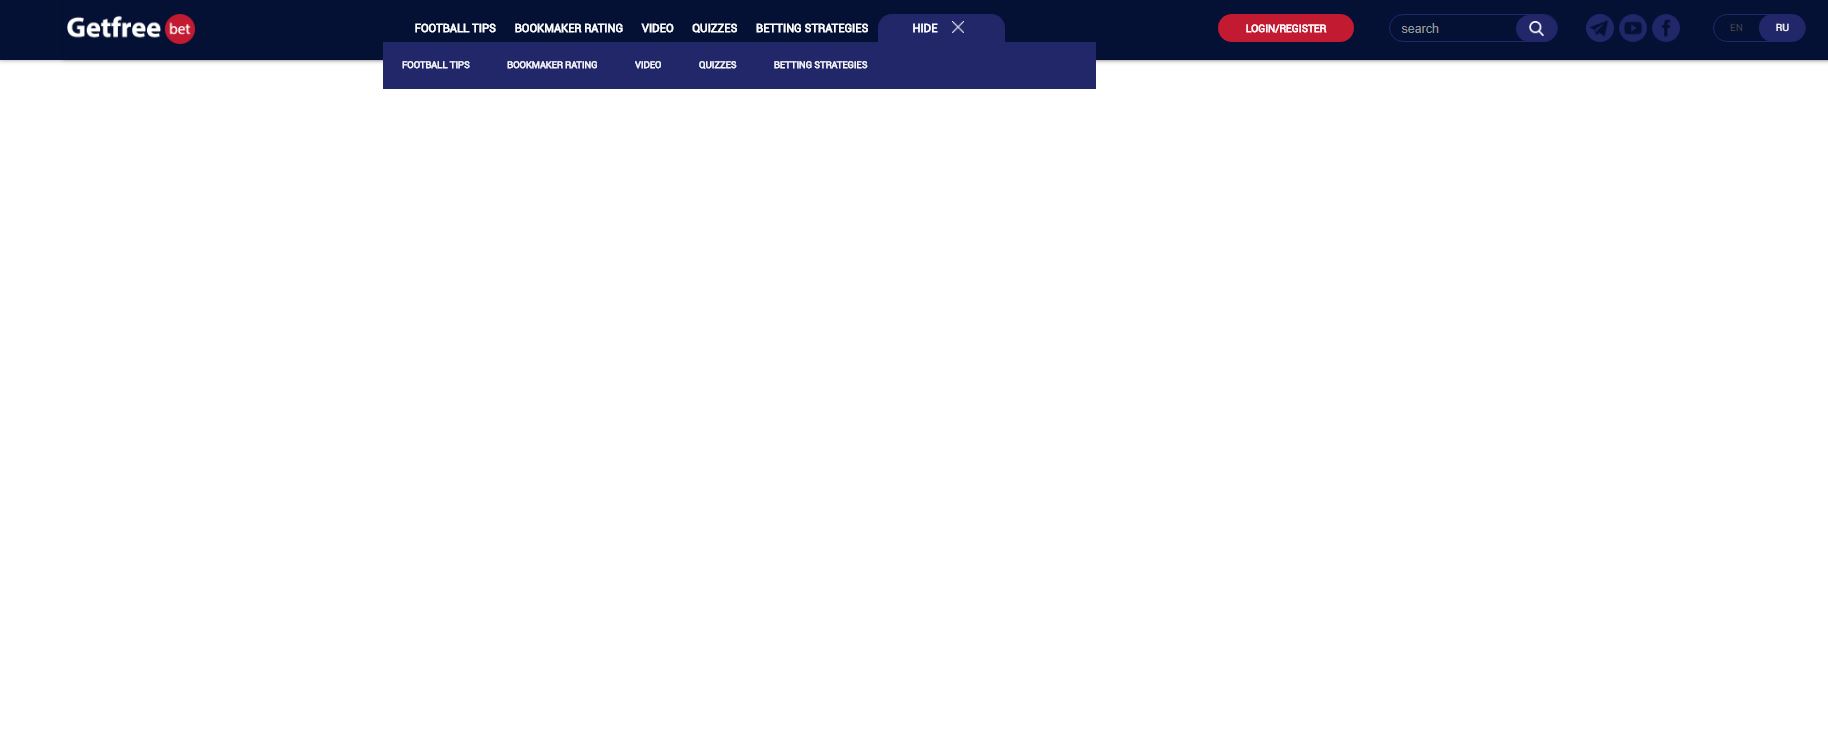 Getfree bet FOOTBALL TIPS BOOKMAKER RATING VIDEO QUIZZES BETTING STRATEGIES HIDE LOGIN/REGISTER search EN RU
FOOTBALL TIPS BOOKMAKER RATING VIDEO QUIZZES BETTING STRATEGIES